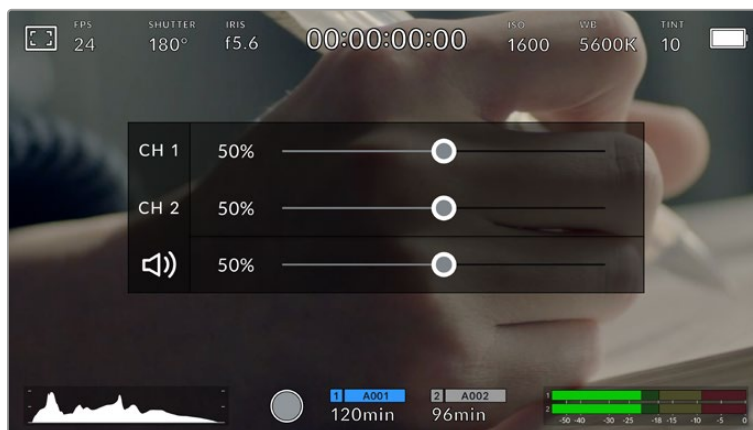 FPS
24
SHUTTER
180°
IRIS
f5.6
00:00:00:00
ISO
1600
WB
5600K
TINT
10
CH 1 50%
CH 2 50%
50%
1 A001
120min
2 A002
96min
1
2
-50 -40 -30 -25 -18 -15 -10 -5 0